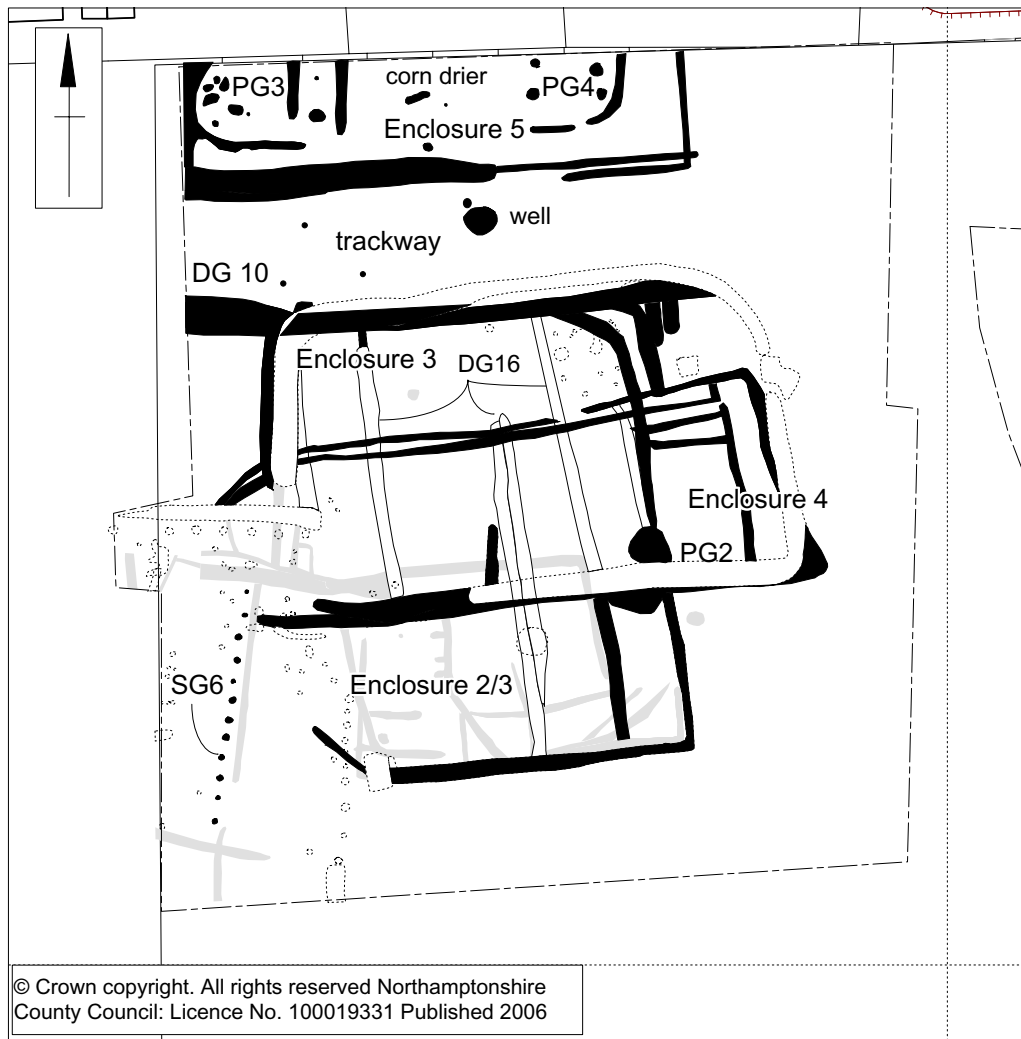 PG3
corn drier
PG4
Enclosure 5
well
trackway
DG 10
Enclosure 3
DG16
Enclosure 4
PG2
SG6
Enclosure 2/3
© Crown copyright. All rights reserved Northamptonshire
County Council: Licence No. 100019331 Published 2006